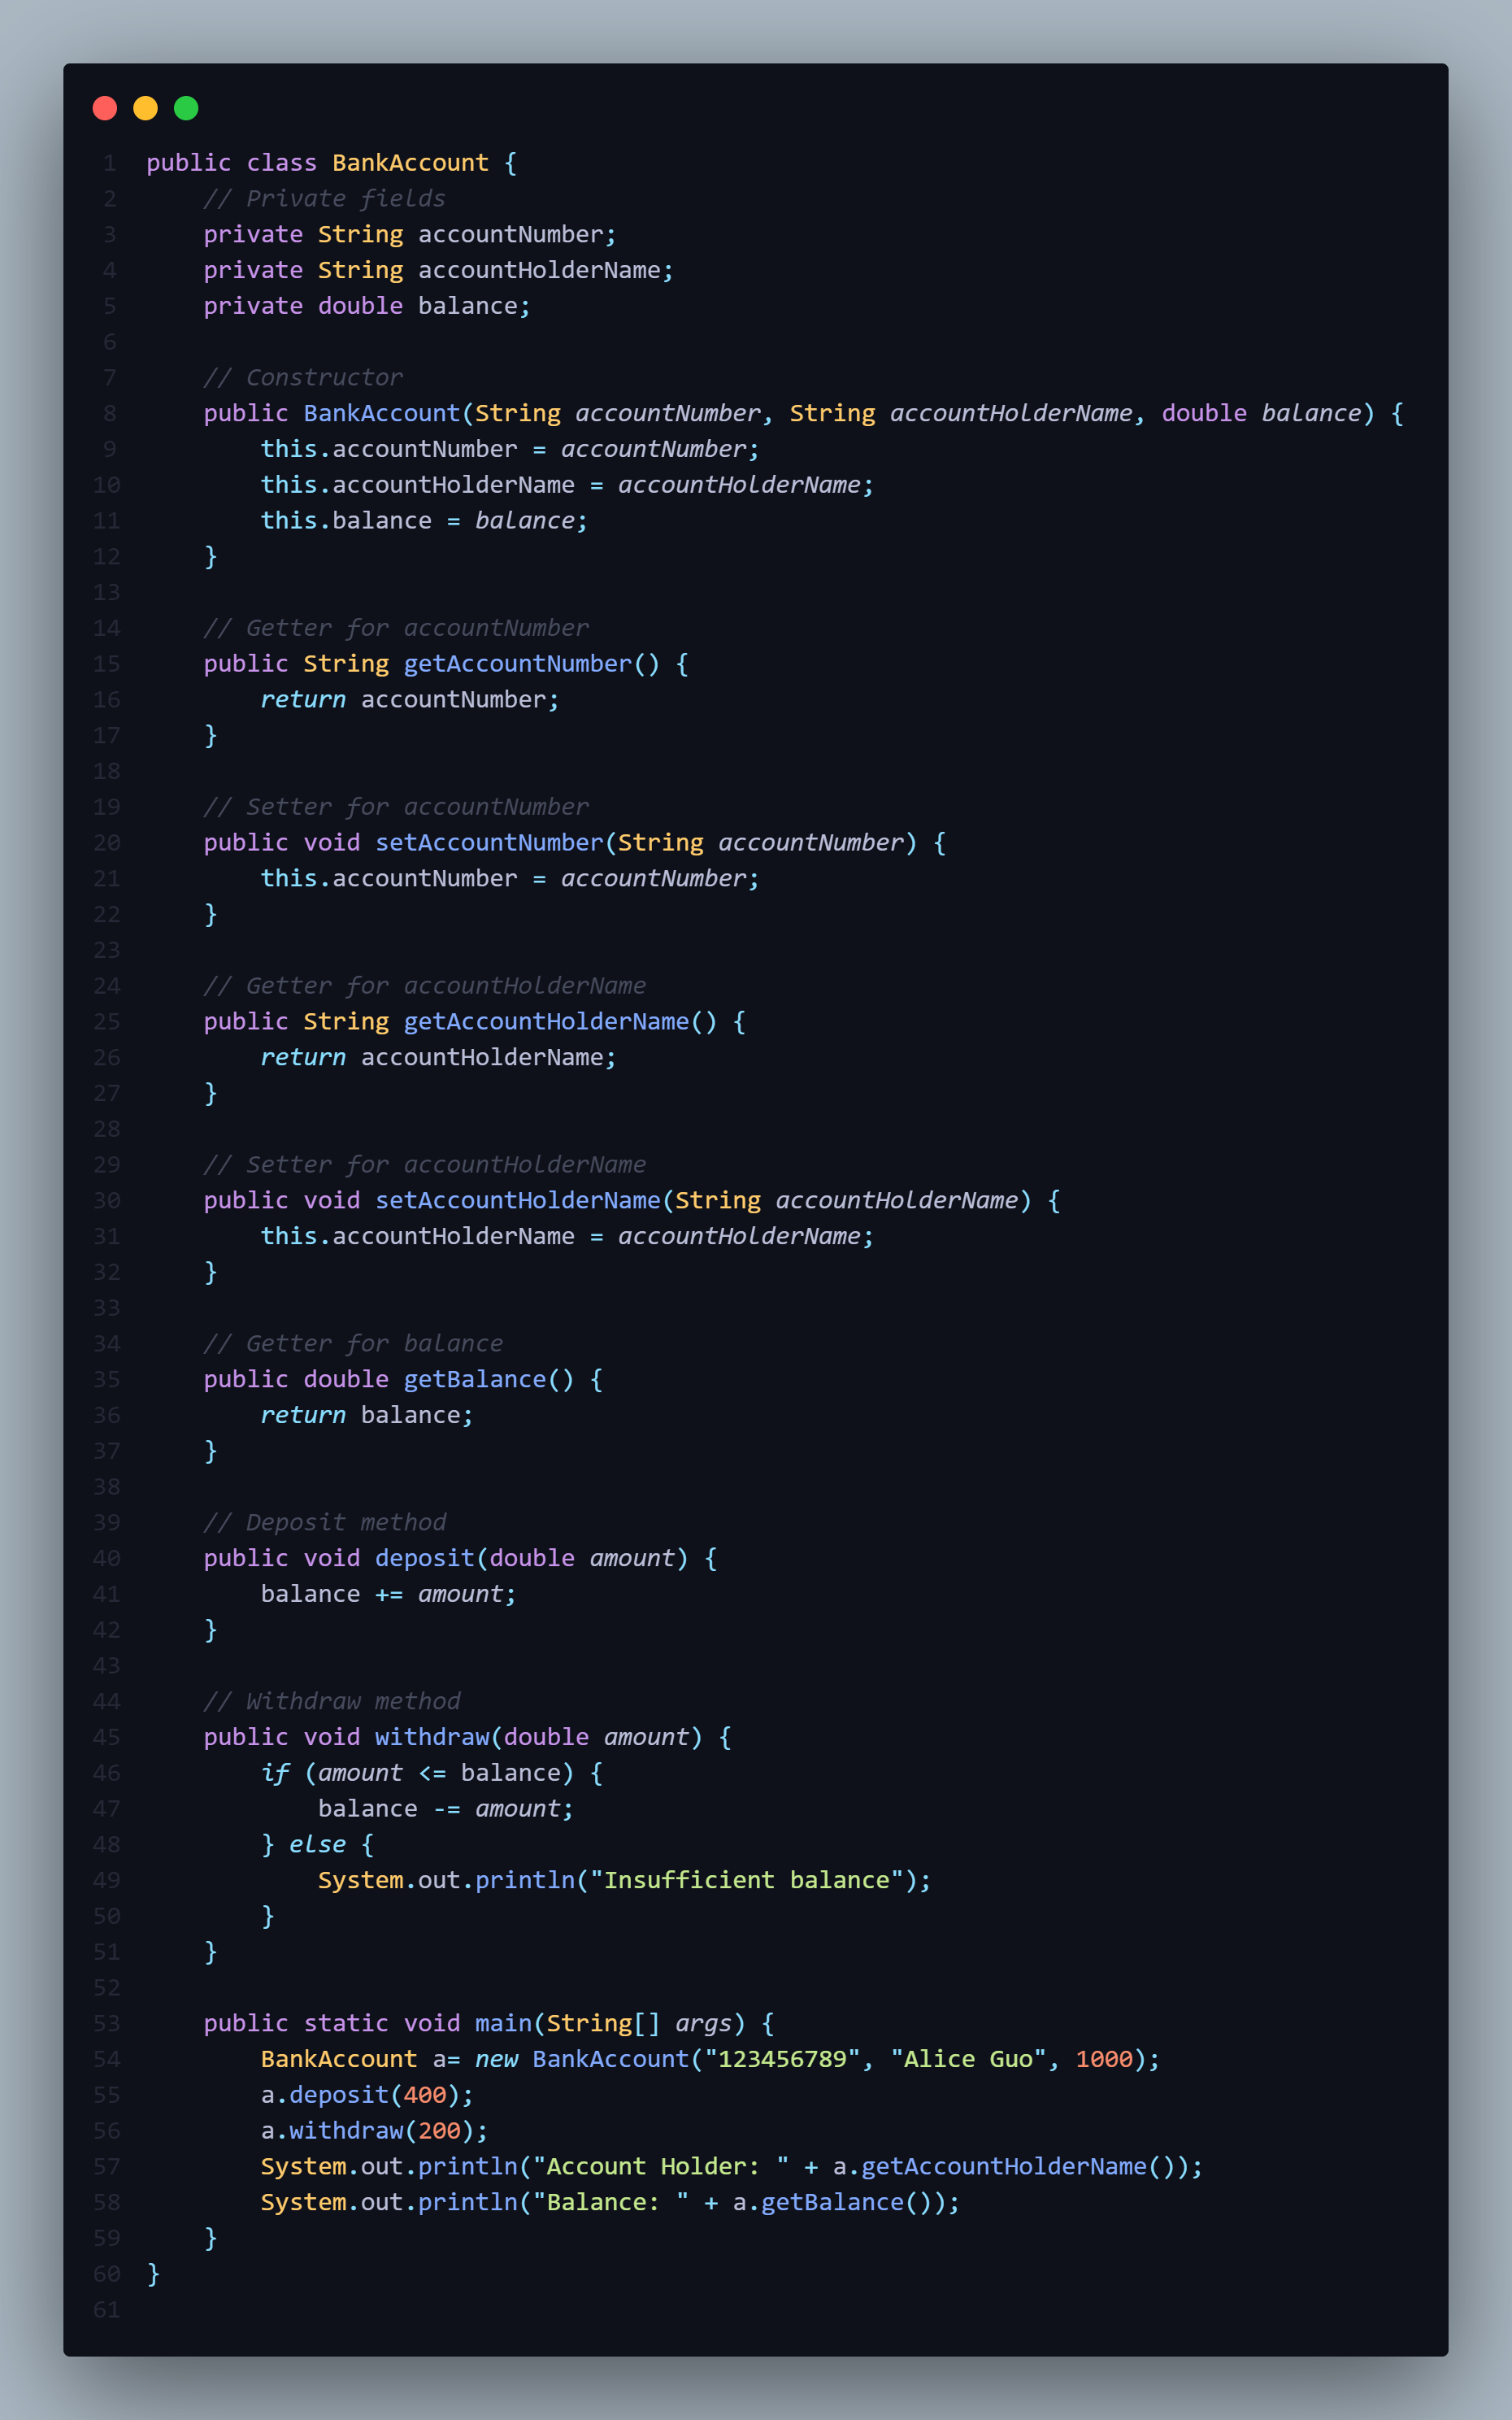 1 public class BankAccount {
2     // Private fields
3     private String accountNumber;
4     private String accountHolderName;
5     private double balance;
6
7     // Constructor
8     public BankAccount(String accountNumber, String accountHolderName, double balance) {
9         this.accountNumber = accountNumber;
10         this.accountHolderName = accountHolderName;
11         this.balance = balance;
12     }
13
14     // Getter for accountNumber
15     public String getAccountNumber() {
16         return accountNumber;
17     }
18
19     // Setter for accountNumber
20     public void setAccountNumber(String accountNumber) {
21         this.accountNumber = accountNumber;
22     }
23
24     // Getter for accountHolderName
25     public String getAccountHolderName() {
26         return accountHolderName;
27     }
28
29     // Setter for accountHolderName
30     public void setAccountHolderName(String accountHolderName) {
31         this.accountHolderName = accountHolderName;
32     }
33
34     // Getter for balance
35     public double getBalance() {
36         return balance;
37     }
38
39     // Deposit method
40     public void deposit(double amount) {
41         balance += amount;
42     }
43
44     // Withdraw method
45     public void withdraw(double amount) {
46         if (amount <= balance) {
47             balance -= amount;
48         } else {
49             System.out.println("Insufficient balance");
50         }
51     }
52
53     public static void main(String[] args) {
54         BankAccount a= new BankAccount("123456789", "Alice Guo", 1000);
55         a.deposit(400);
56         a.withdraw(200);
57         System.out.println("Account Holder: " + a.getAccountHolderName());
58         System.out.println("Balance: " + a.getBalance());
59     }
60 }
61